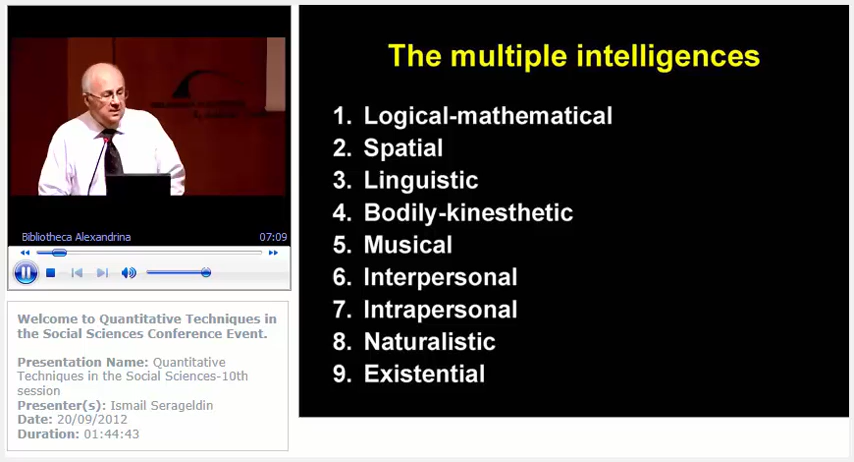 Bibliotheca Alexandrina 07:09
Welcome to Quantitative Techniques in
the Social Sciences Conference Event.
Presentation Name: Quantitative
Techniques in the Social Sciences-10th
session
Presenter(s): Ismail Serageldin
Date: 20/09/2012
Duration: 01:44:43
The multiple intelligences
1. Logical-mathematical
2. Spatial
3. Linguistic
4. Bodily-kinesthetic
5. Musical
6. Interpersonal
7. Intrapersonal
8. Naturalistic
9. Existential